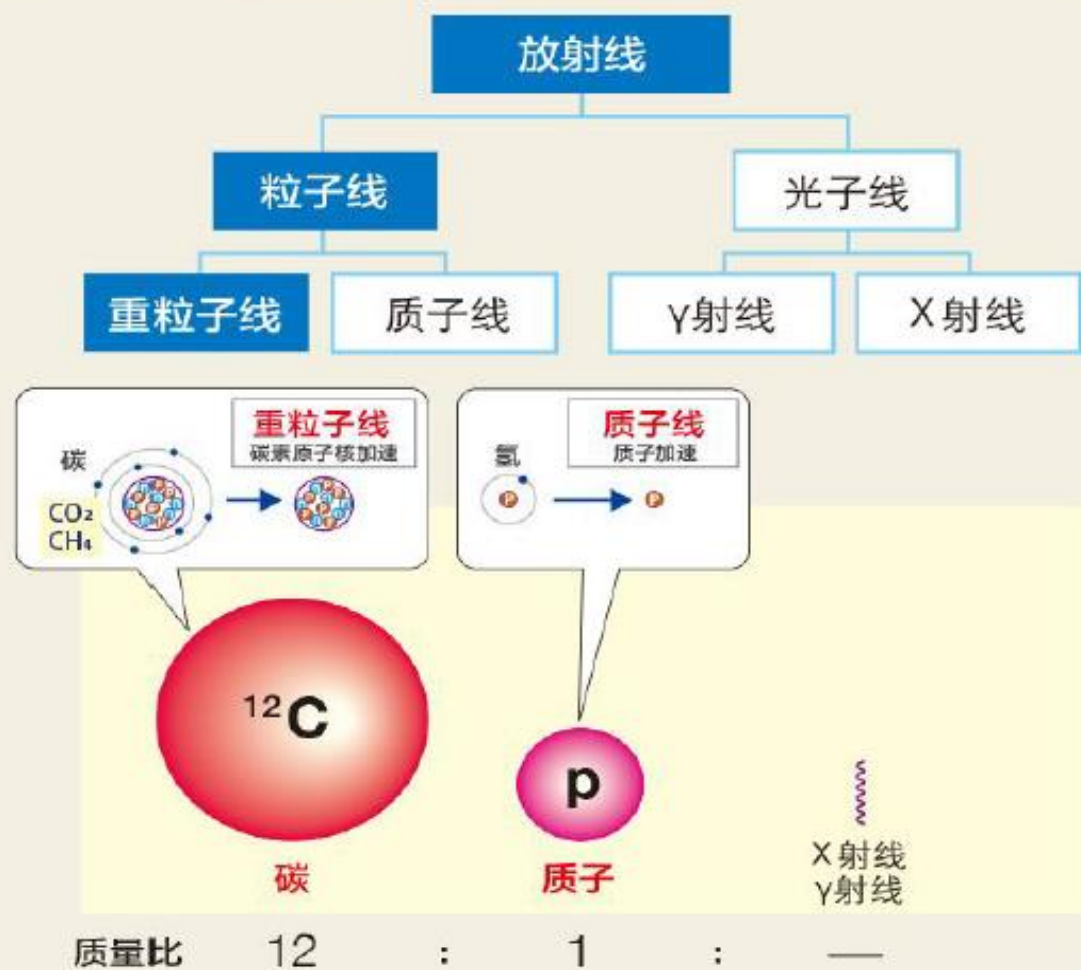 放射线
粒子线
光子线
重粒子线
质子线
γ射线
X射线
重粒子线
碳素原子核加速
碳
CO₂
CH₄
质子线
质子加速
氢
P
P
¹²C
p
碳
质子
X射线
γ射线
质量比 12 : 1 : —